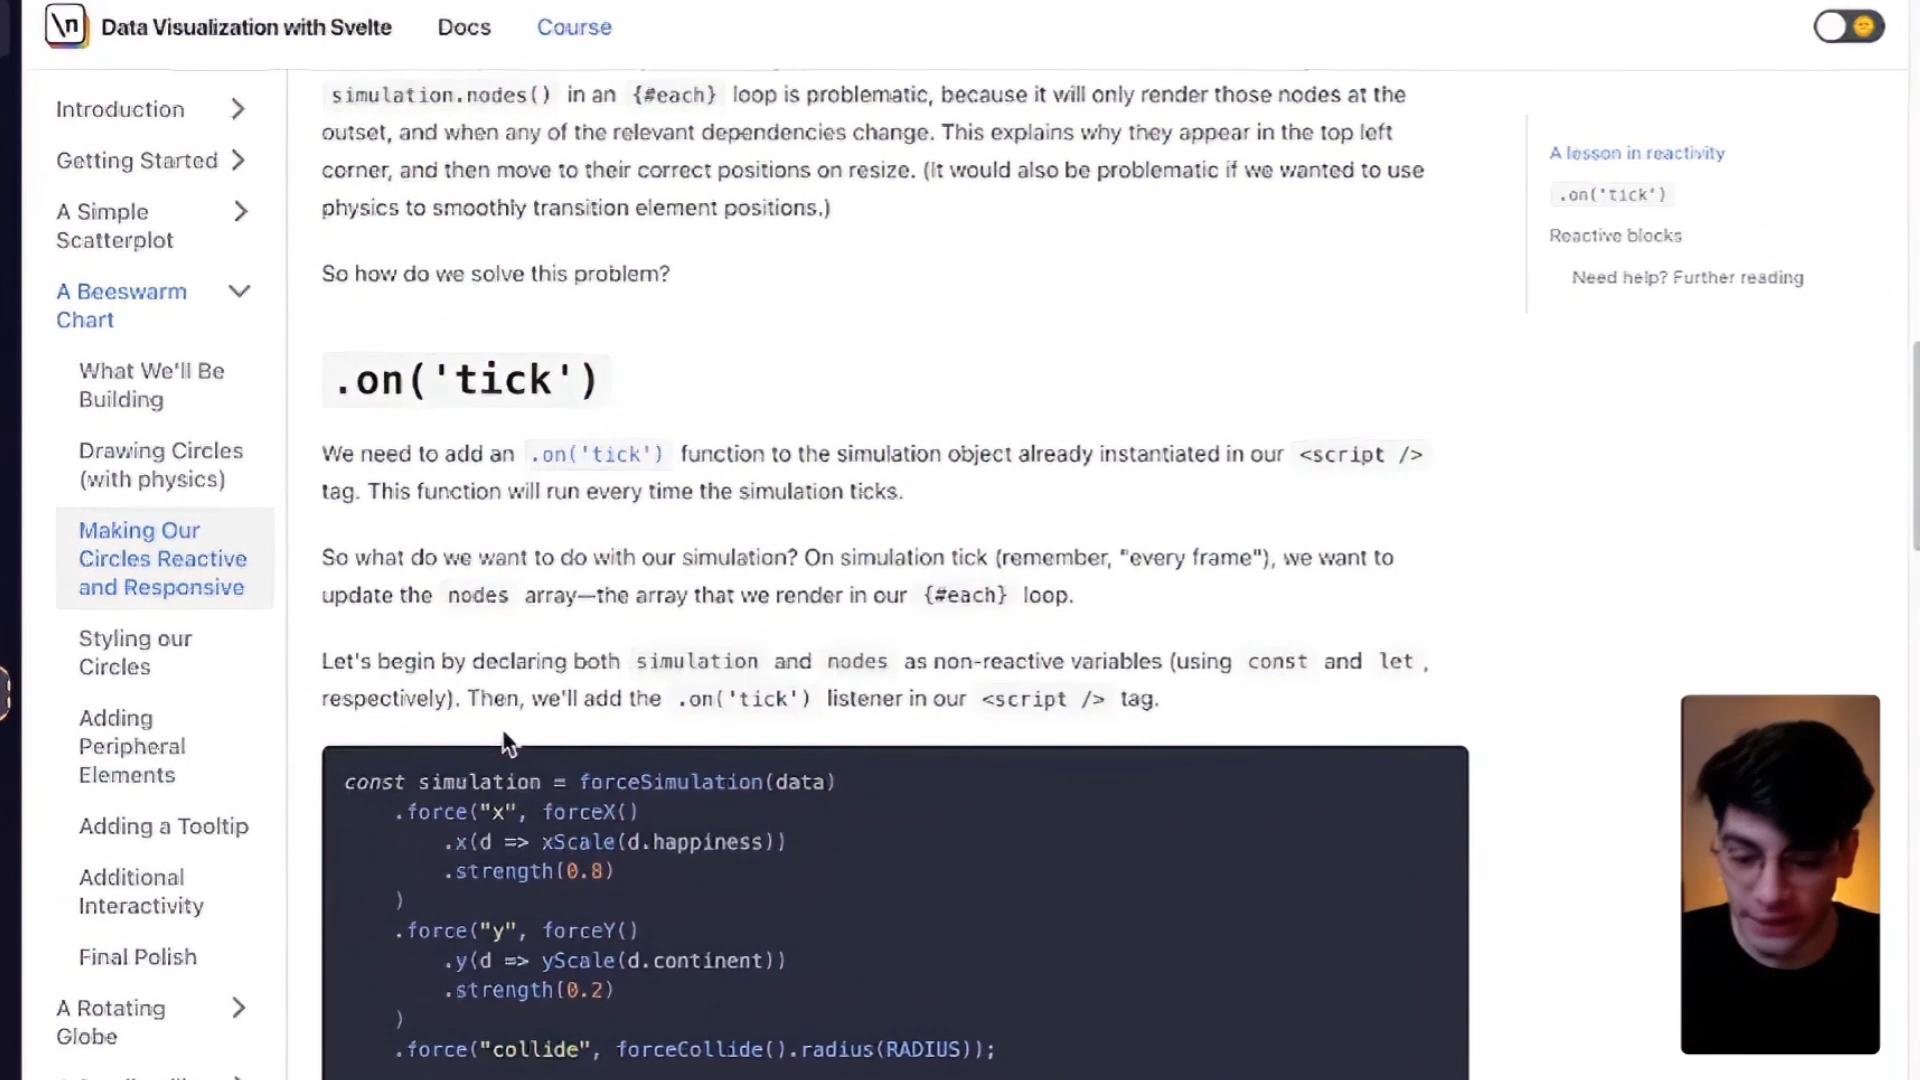 \n Data Visualization with Svelte Docs Course
Introduction
Getting Started
A Simple
Scatterplot
A Beeswarm
Chart
What We'll Be
Building
Drawing Circles
(with physics)
Making Our
Circles Reactive
and Responsive
Styling our
Circles
Adding
Peripheral
Elements
Adding a Tooltip
Additional
Interactivity
Final Polish
A Rotating
Globe
simulation.nodes() in an {#each} loop is problematic, because it will only render those nodes at the
outset, and when any of the relevant dependencies change. This explains why they appear in the top left
corner, and then move to their correct positions on resize. (It would also be problematic if we wanted to use
physics to smoothly transition element positions.)
So how do we solve this problem?
.on('tick')
We need to add an .on('tick') function to the simulation object already instantiated in our <script />
tag. This function will run every time the simulation ticks.
So what do we want to do with our simulation? On simulation tick (remember, "every frame"), we want to
update the nodes array—the array that we render in our {#each} loop.
Let's begin by declaring both simulation and nodes as non-reactive variables (using const and let ,
respectively). Then, we'll add the .on('tick') listener in our <script /> tag.
const simulation = forceSimulation(data)
.force("x", forceX()
.x(d => xScale(d.happiness))
.strength(0.8)
)
.force("y", forceY()
.y(d => yScale(d.continent))
.strength(0.2)
)
.force("collide", forceCollide().radius(RADIUS));
A lesson in reactivity
.on('tick')
Reactive blocks
Need help? Further reading